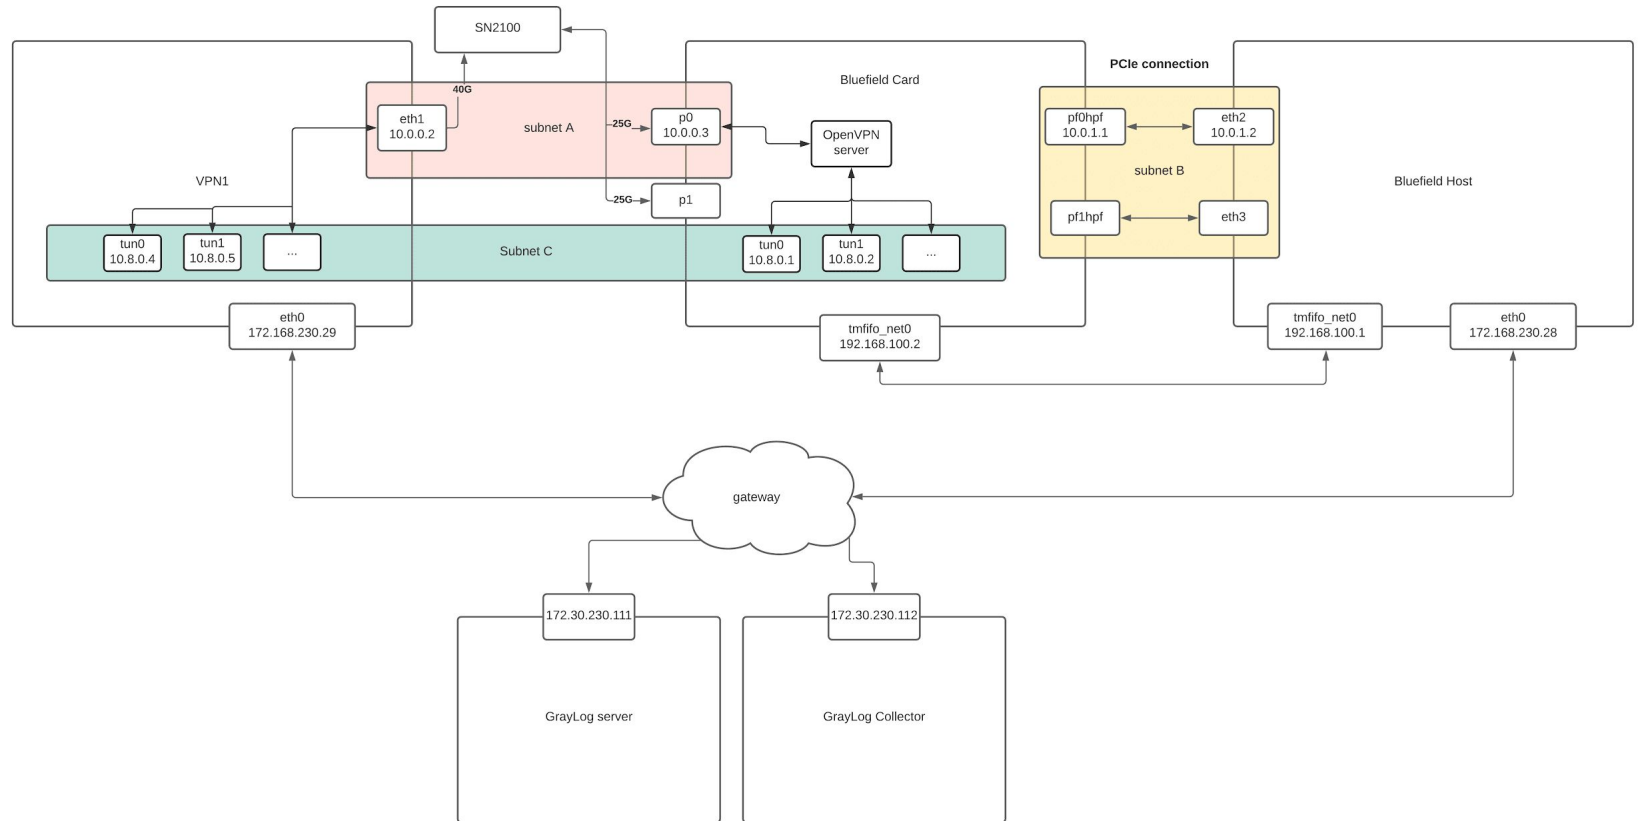 SN2100
PCIe connection
Bluefield Card
40G
eth1
10.0.0.2
subnet A
25G
p0
10.0.0.3
OpenVPN
server
pf0hpf
10.0.1.1
eth2
10.0.1.2
subnet B
VPN1
Bluefield Host
25G
p1
pf1hpf
eth3
tun0
10.8.0.4
tun1
10.8.0.5
...
Subnet C
tun0
10.8.0.1
tun1
10.8.0.2
...
eth0
172.168.230.29
tmfifo_net0
192.168.100.2
tmfifo_net0
192.168.100.1
eth0
172.168.230.28
gateway
172.30.230.111
172.30.230.112
GrayLog server
GrayLog Collector